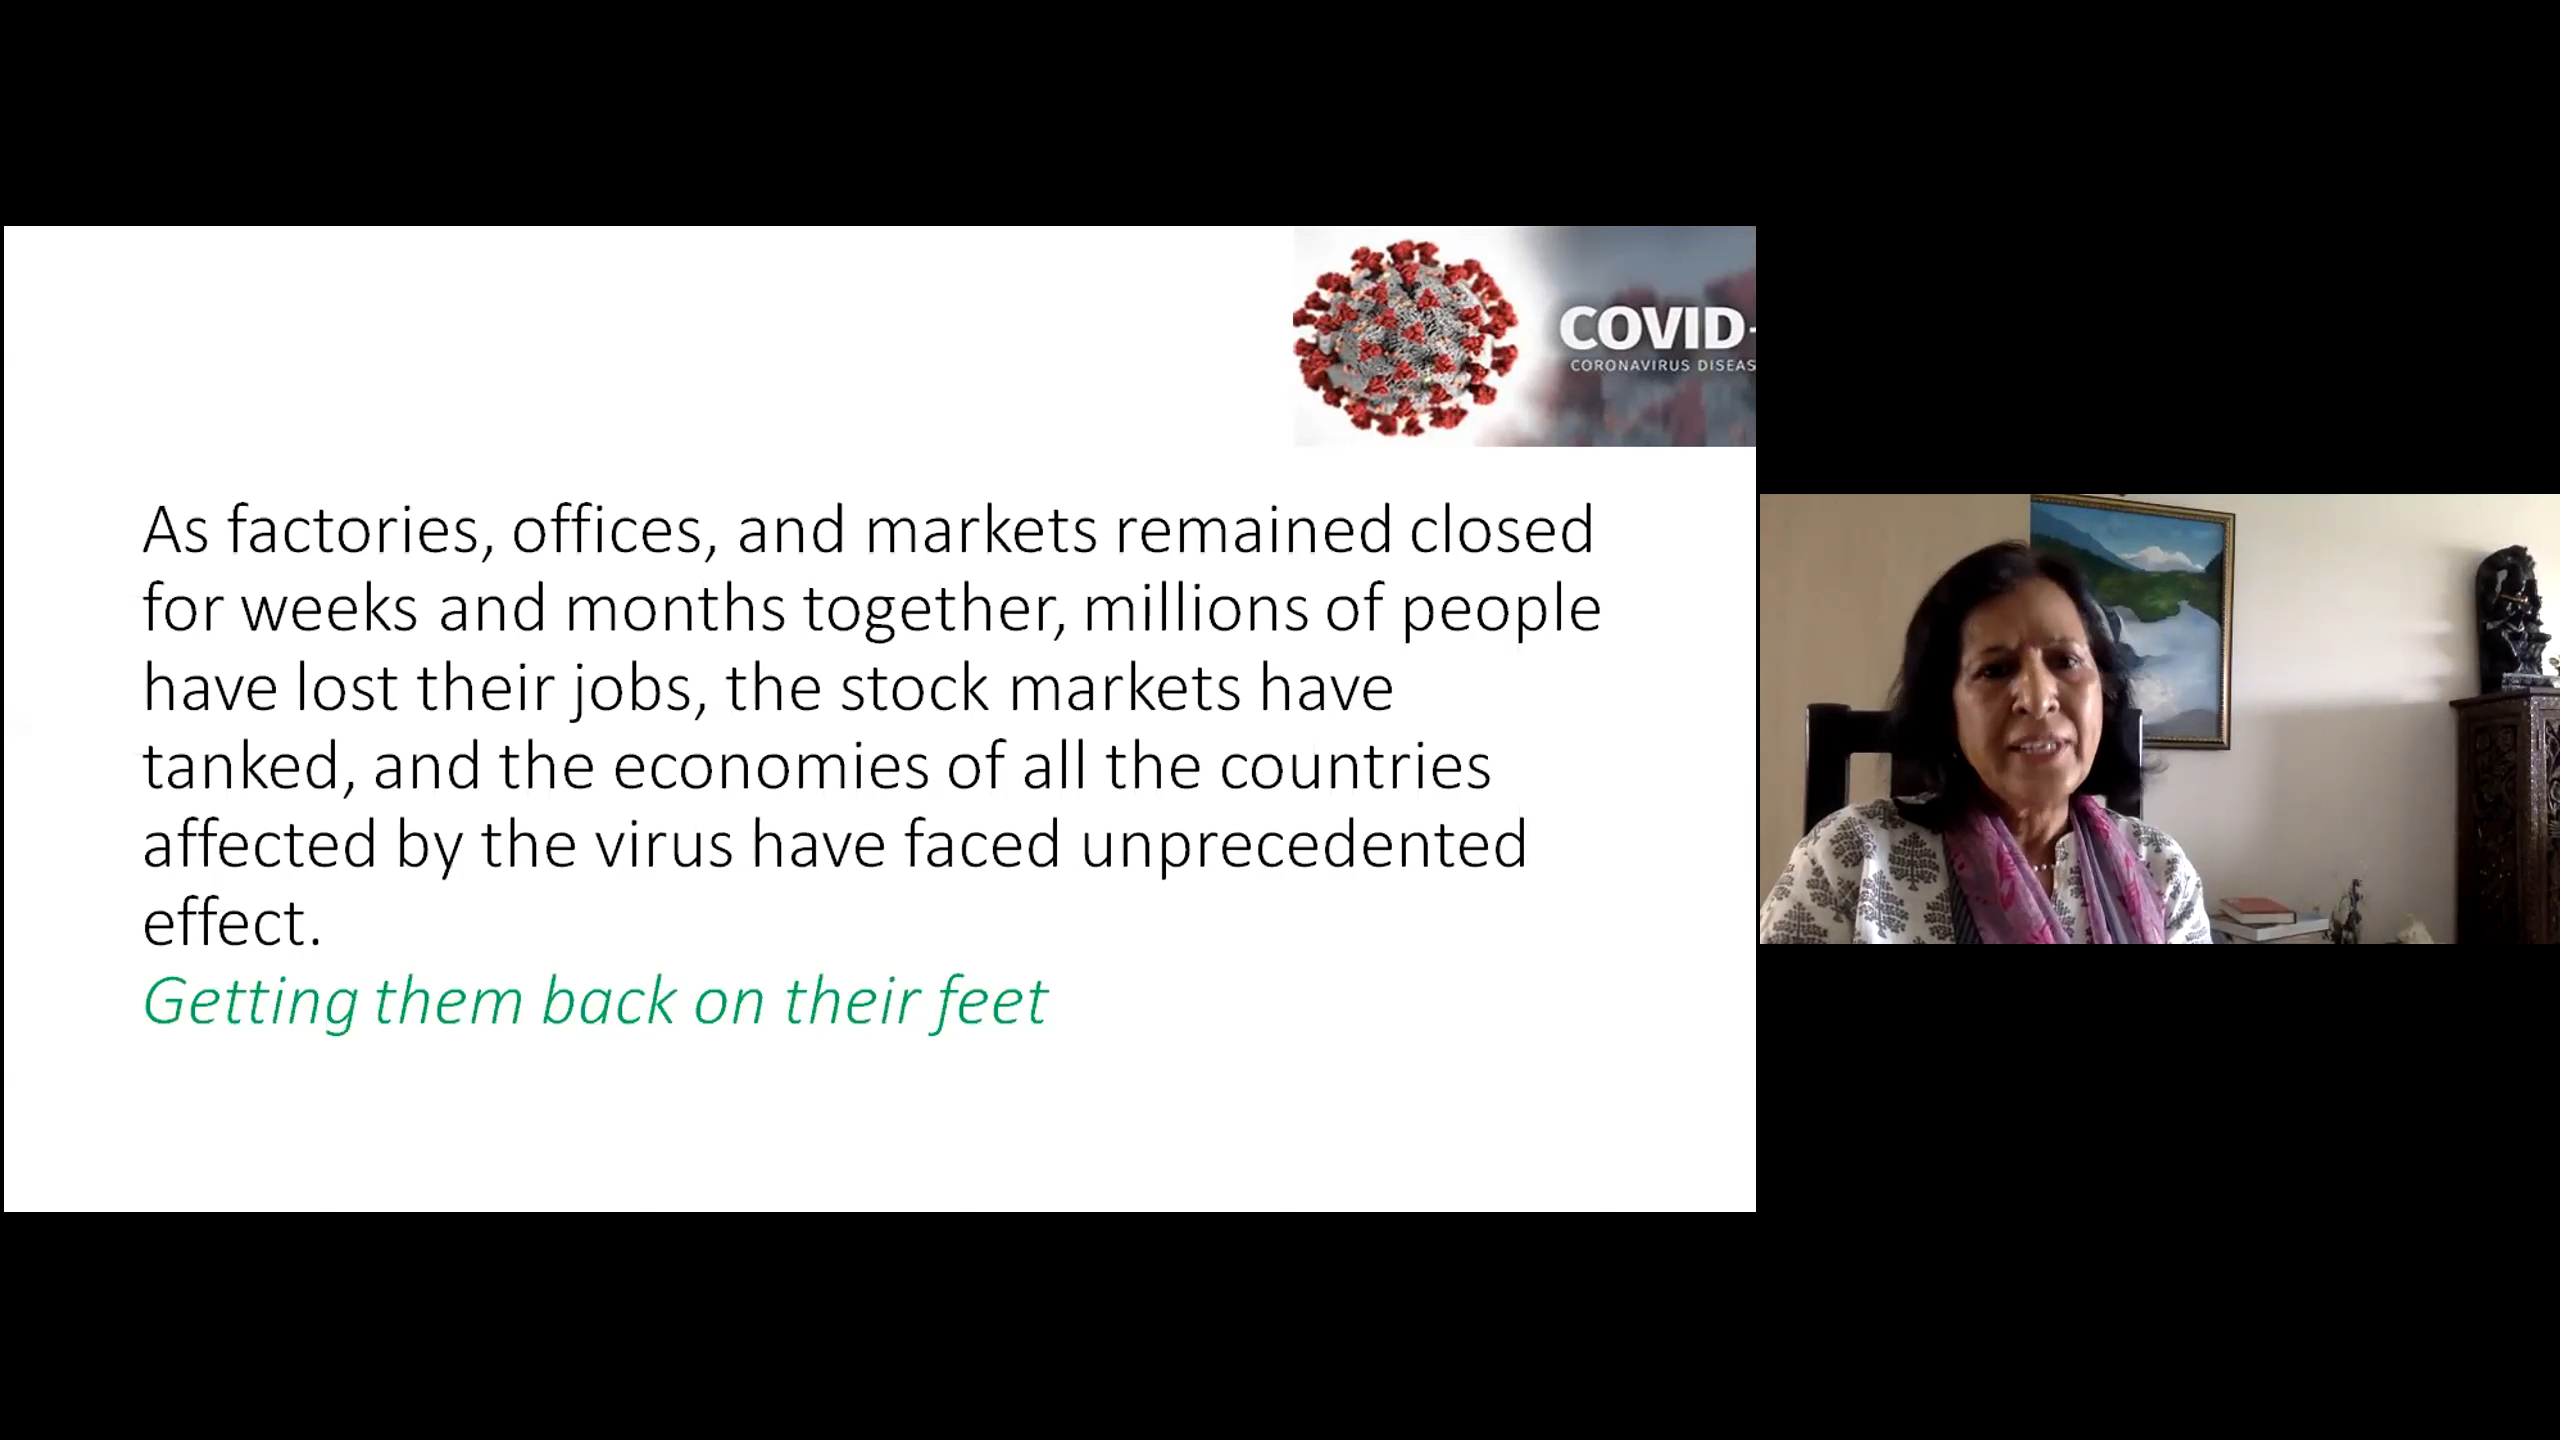 COVID-
CORONAVIRUS DISEAS
As factories, offices, and markets remained closed
for weeks and months together, millions of people
have lost their jobs, the stock markets have
tanked, and the economies of all the countries
affected by the virus have faced unprecedented
effect.
Getting them back on their feet